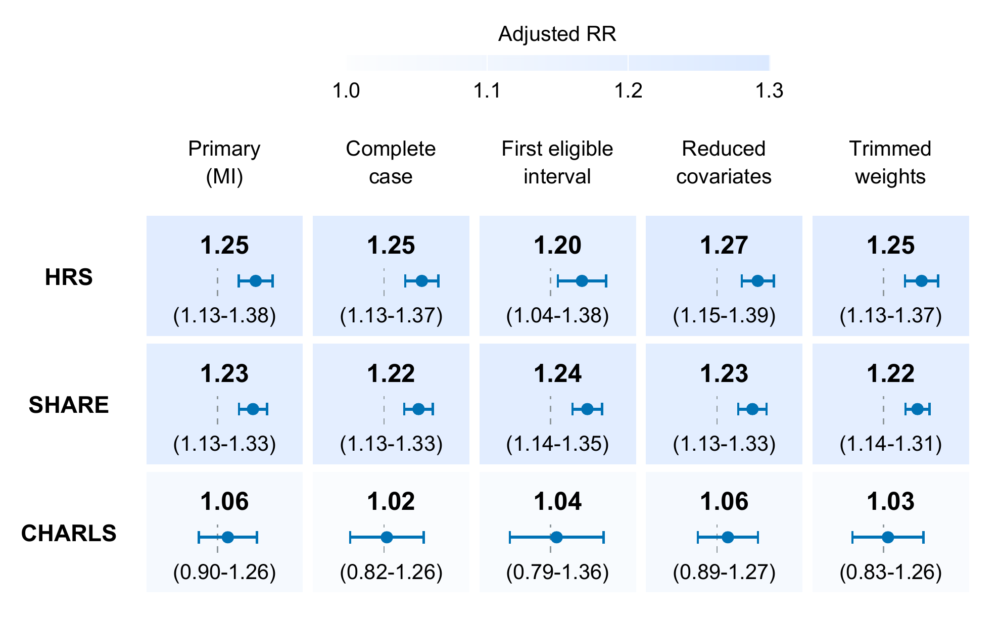 Adjusted RR
1.0 1.1 1.2 1.3
Primary (MI)
Complete case
First eligible interval
Reduced covariates
Trimmed weights
HRS
1.25 1.25 1.20 1.27 1.25
(1.13-1.38) (1.13-1.37) (1.04-1.38) (1.15-1.39) (1.13-1.37)
SHARE
1.23 1.22 1.24 1.23 1.22
(1.13-1.33) (1.13-1.33) (1.14-1.35) (1.13-1.33) (1.14-1.31)
CHARLS
1.06 1.02 1.04 1.06 1.03
(0.90-1.26) (0.82-1.26) (0.79-1.36) (0.89-1.27) (0.83-1.26)